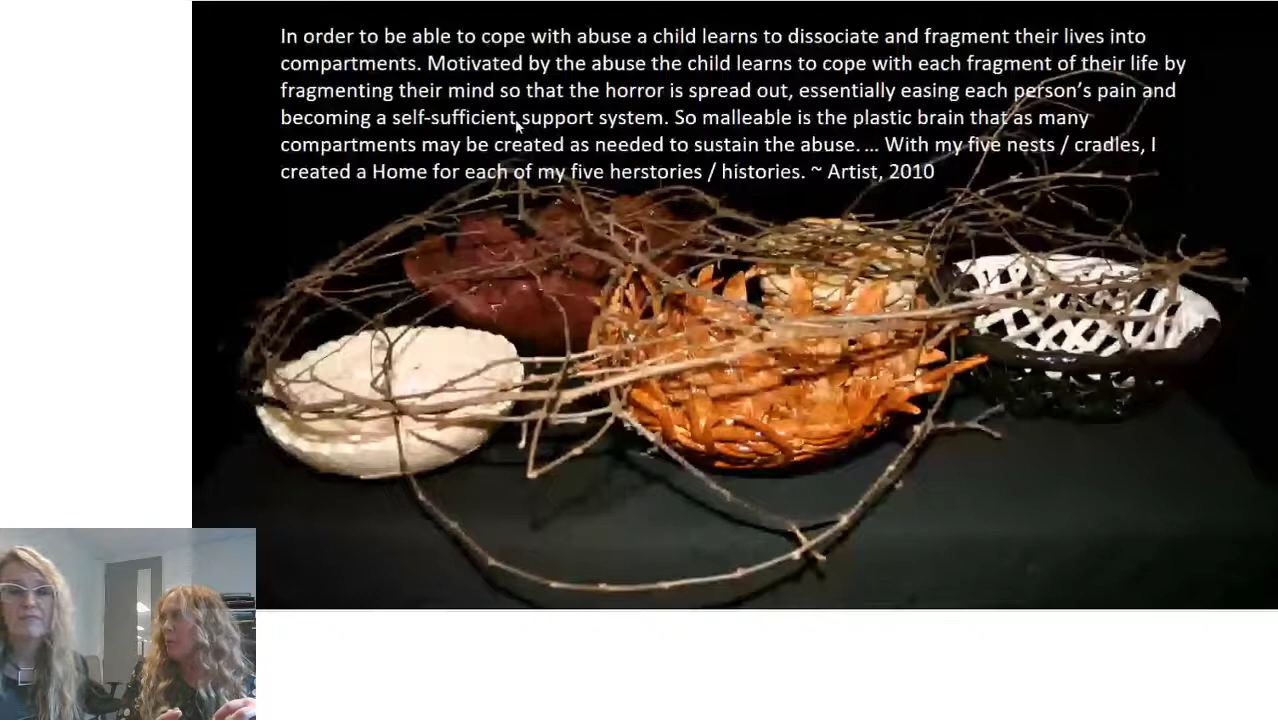 In order to be able to cope with abuse a child learns to dissociate and fragment their lives into
compartments. Motivated by the abuse the child learns to cope with each fragment of their life by
fragmenting their mind so that the horror is spread out, essentially easing each person's pain and
becoming a self-sufficient support system. So malleable is the plastic brain that as many
compartments may be created as needed to sustain the abuse. … With my five nests / cradles, I
created a Home for each of my five herstories / histories. ~ Artist, 2010